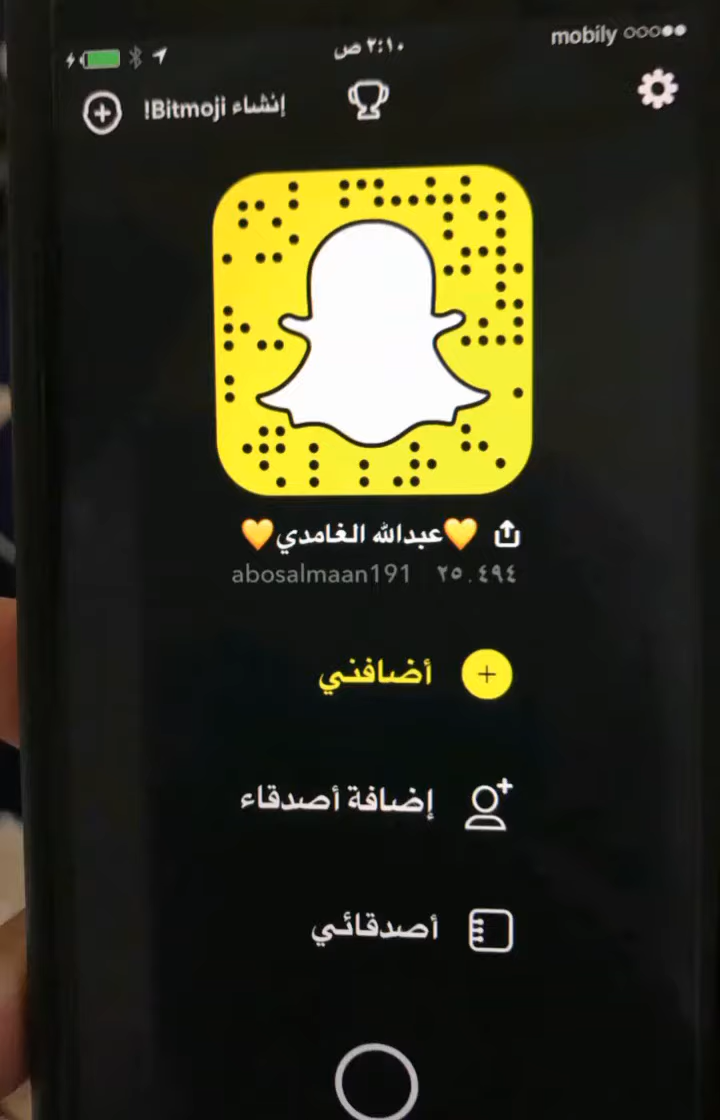 mobily ٢:١٠ ص
إنشاء Bitmoji!
💛عبدالله الغامدي💛
abosalmaan191 ٢٥.٤٩٤
أضافني
إضافة أصدقاء
أصدقائي